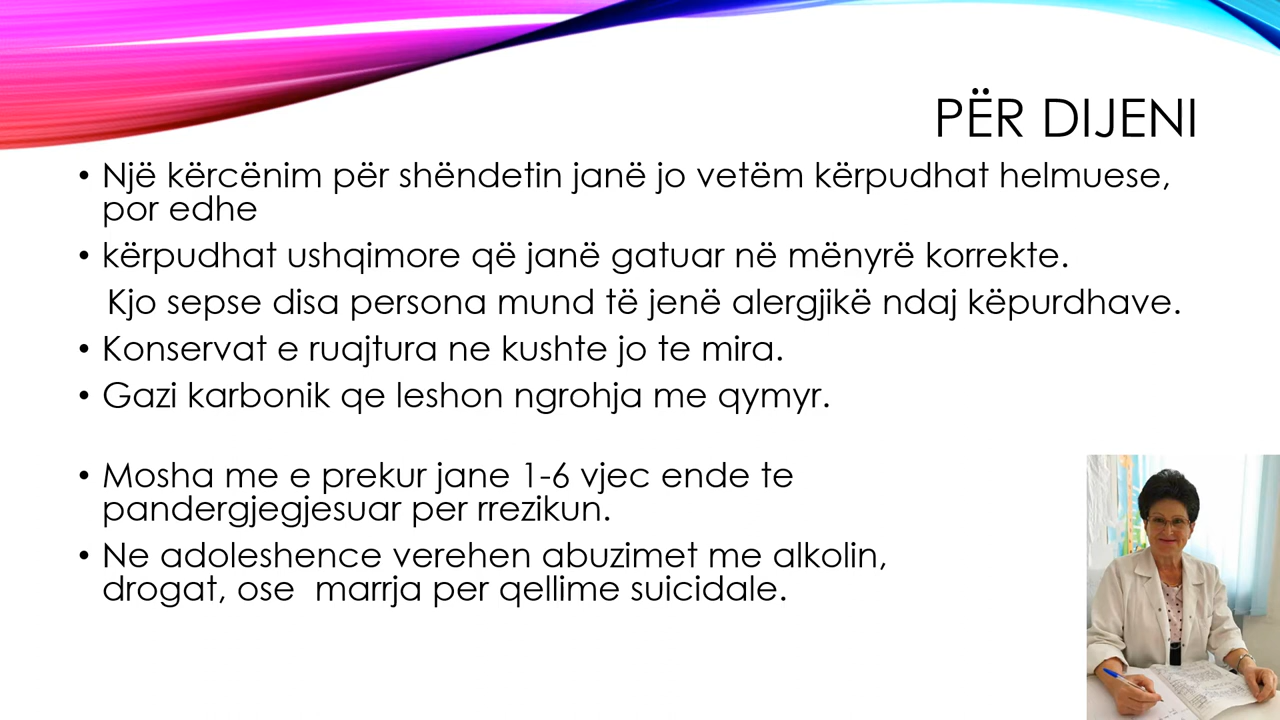 PËR DIJENI
• Një kërcënim për shëndetin janë jo vetëm kërpudhat helmuese,
por edhe
• kërpudhat ushqimore që janë gatuar në mënyrë korrekte.
Kjo sepse disa persona mund të jenë alergjikë ndaj këpurdhave.
• Konservat e ruajtura ne kushte jo te mira.
• Gazi karbonik qe leshon ngrohja me qymyr.
• Mosha me e prekur jane 1-6 vjec ende te
pandergjegjesuar per rrezikun.
• Ne adoleshence verehen abuzimet me alkolin,
drogat, ose  marrja per qellime suicidale.